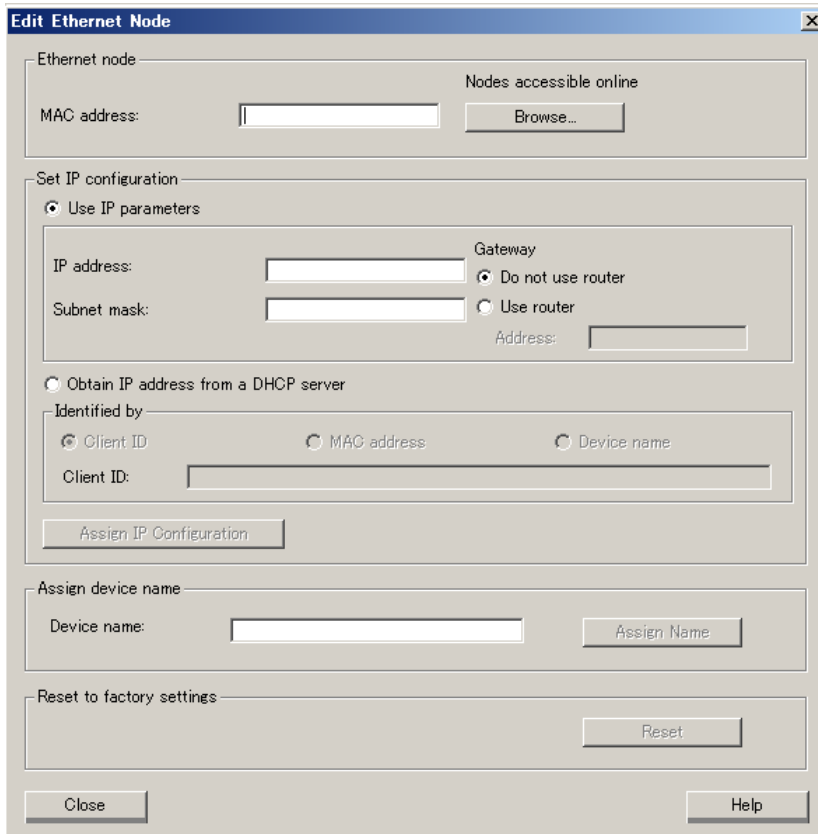 Edit Ethernet Node
Ethernet node
Nodes accessible online
MAC address:
Browse...
Set IP configuration
Use IP parameters
Gateway
IP address:
Do not use router
Subnet mask:
Use router
Address:
Obtain IP address from a DHCP server
Identified by
Client ID MAC address Device name
Client ID:
Assign IP Configuration
Assign device name
Device name:
Assign Name
Reset to factory settings
Reset
Close Help